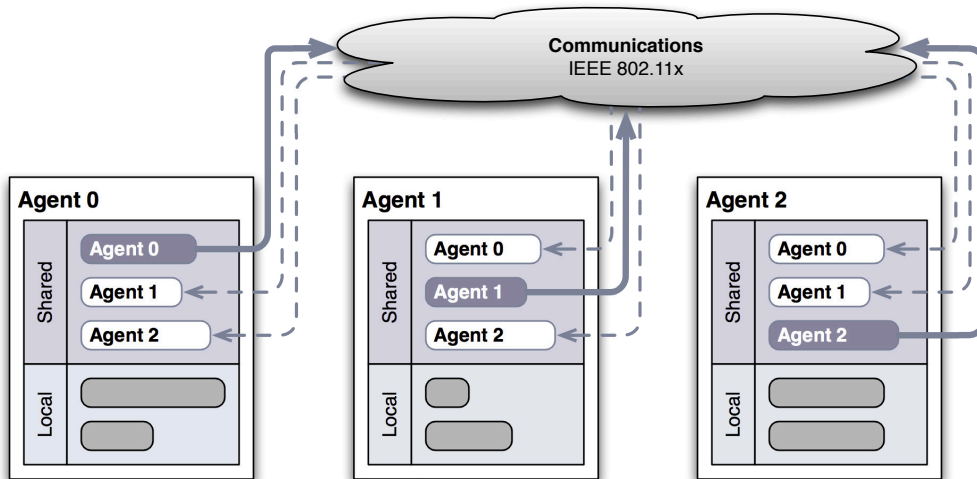 Communications
IEEE 802.11x
Agent 0
Shared
Agent 0
Agent 1
Agent 2
Local
Agent 1
Shared
Agent 0
Agent 1
Agent 2
Local
Agent 2
Shared
Agent 0
Agent 1
Agent 2
Local